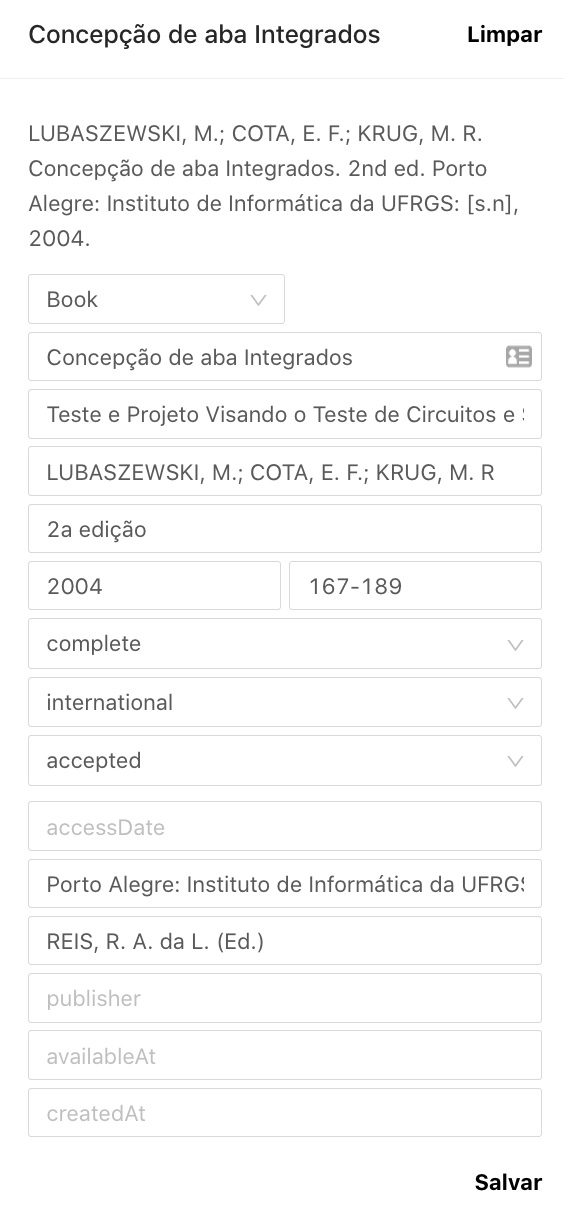 Concepção de aba Integrados
Limpar
LUBASZEWSKI, M.; COTA, E. F.; KRUG, M. R.
Concepção de aba Integrados. 2nd ed. Porto
Alegre: Instituto de Informática da UFRGS: [s.n],
2004.
Book
Concepção de aba Integrados
Teste e Projeto Visando o Teste de Circuitos e
LUBASZEWSKI, M.; COTA, E. F.; KRUG, M. R
2a edição
2004
167-189
complete
international
accepted
accessDate
Porto Alegre: Instituto de Informática da UFRGS
REIS, R. A. da L. (Ed.)
publisher
availableAt
createdAt
Salvar